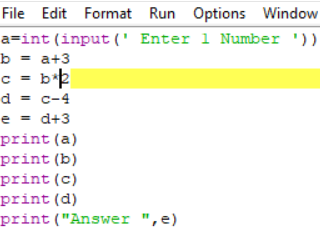 File Edit Format Run Options Window
a=int(input(' Enter 1 Number '))
b = a+3
c = b*2
d = c-4
e = d+3
print(a)
print(b)
print(c)
print(d)
print("Answer ",e)